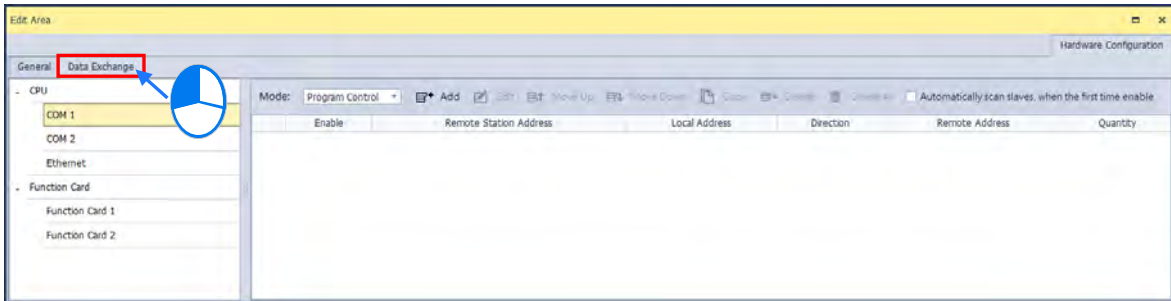 Edit Area
Hardware Configuration
General Data Exchange
- CPU
COM 1
COM 2
Ethernet
- Function Card
Function Card 1
Function Card 2
Mode: Program Control Add Edit Move Up Move Down Copy Delete Delete All Automatically scan slaves, when the first time enable
Enable Remote Station Address Local Address Direction Remote Address Quantity